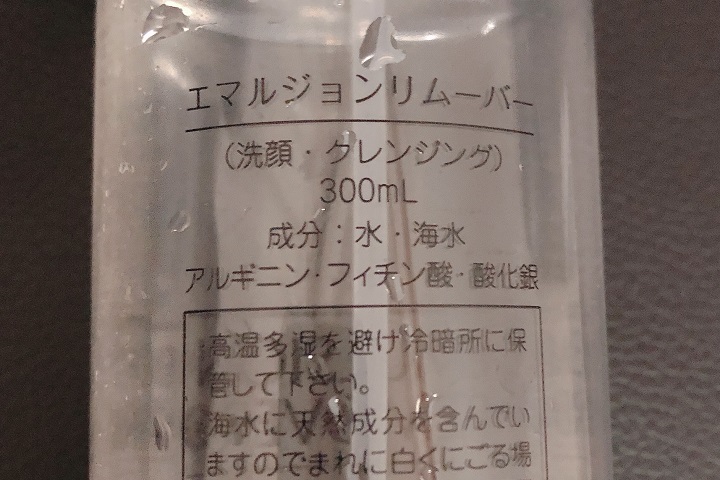 エマルジョンリムーバー
(洗顔・クレンジング)
300mL
成分：水・海水
アルギニン・フィチン酸・酸化銀
高温多湿を避け冷暗所に保
管して下さい。
海水に天然成分を含んでい
ますのでまれに白くにごる場